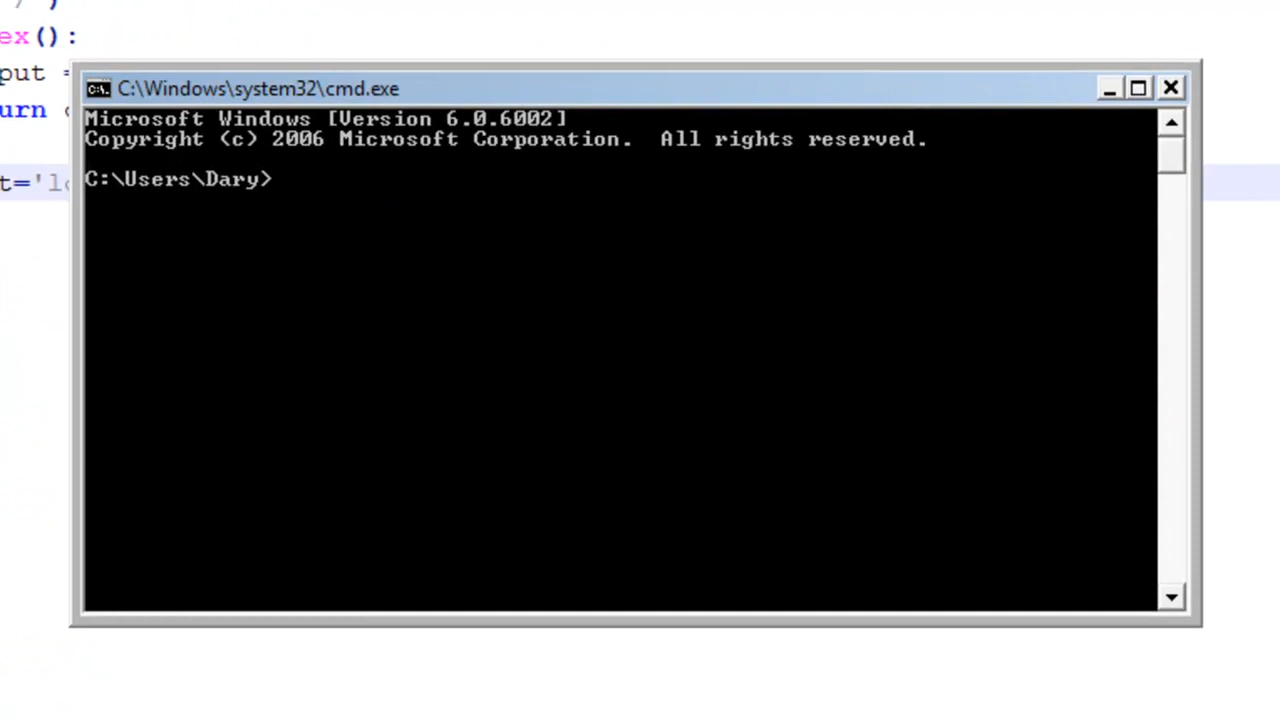 ex():
put =
C:\Windows\system32\cmd.exe
urn
Microsoft Windows [Version 6.0.6002]
Copyright (c) 2006 Microsoft Corporation.  All rights reserved.
C:\Users\Dary>
t='l